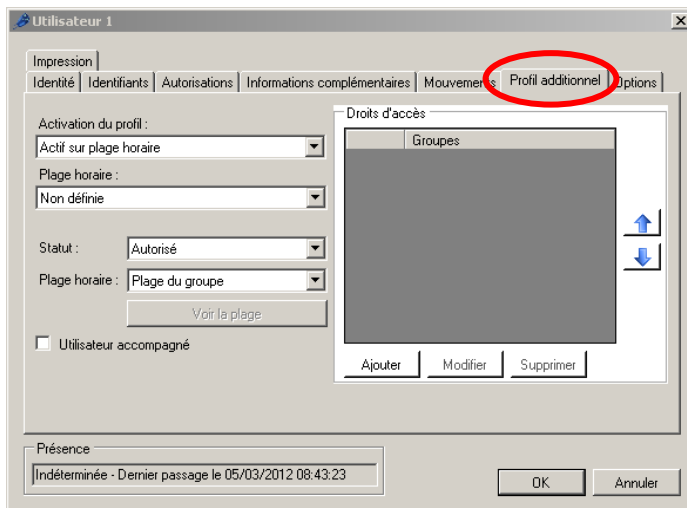 Utilisateur 1
Impression
Identité Identifiants Autorisations Informations complémentaires Mouvements Profil additionnel Options
Activation du profil :
Actif sur plage horaire
Plage horaire :
Non définie
Statut : Autorisé
Plage horaire : Plage du groupe
Voir la plage
Utilisateur accompagné
Droits d'accès
Groupes
Ajouter Modifier Supprimer
Présence
Indéterminée - Dernier passage le 05/03/2012 08:43:23
OK Annuler